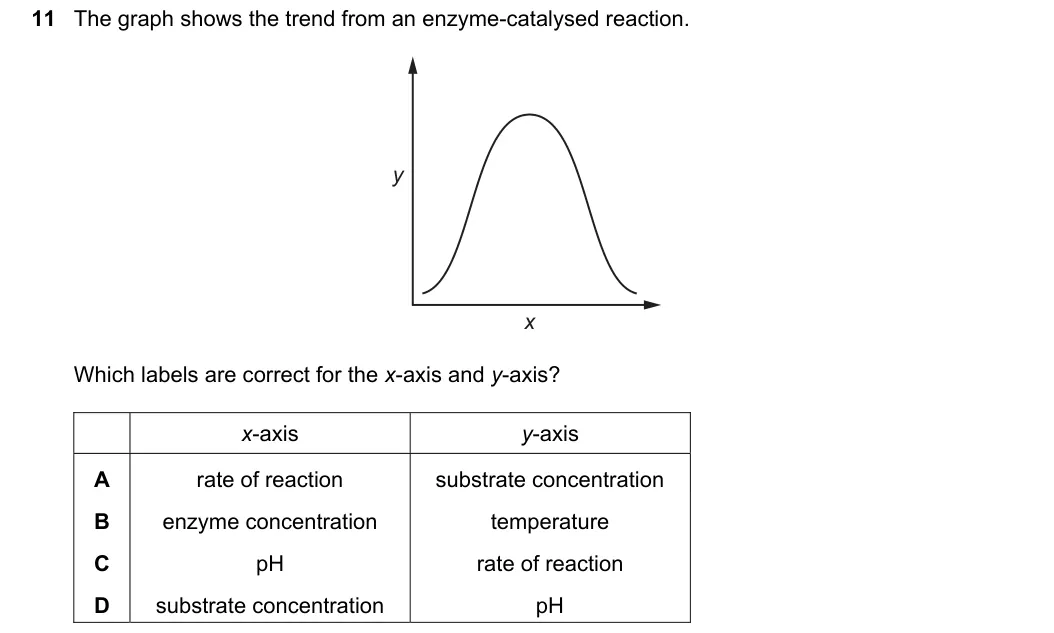 11 The graph shows the trend from an enzyme-catalysed reaction.
y
x
Which labels are correct for the x-axis and y-axis?
x-axis y-axis
A rate of reaction substrate concentration
B enzyme concentration temperature
C pH rate of reaction
D substrate concentration pH